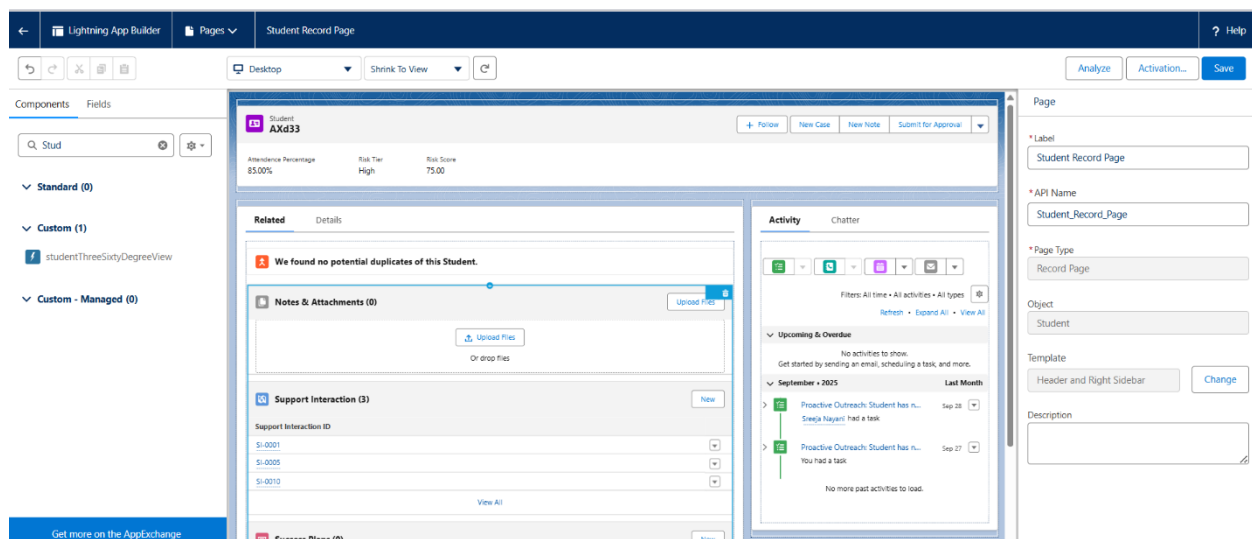 Lightning App Builder
Pages
Student Record Page
? Help
Desktop
Shrink To View
Analyze
Activation...
Save
Components
Fields
Stud
Standard (0)
Custom (1)
studentThreeSixtyDegreeView
Custom - Managed (0)
Get more on the AppExchange
Student
AXd33
+ Follow
New Case
New Note
Submit for Approval
Attendance Percentage
Risk Tier
Risk Score
85.00%
High
75.00
Related
Details
We found no potential duplicates of this Student.
Notes & Attachments (0)
Upload Files
Upload Files
Or drop files
Support Interaction (3)
New
Support Interaction ID
SI-0001
SI-0005
SI-0010
View All
Success Plans (0)
New
Activity
Chatter
Filters: All time • All activities • All types
Refresh • Expand All • View All
Upcoming & Overdue
No activities to show.
Get started by sending an email, scheduling a task, and more.
September • 2025
Last Month
Proactive Outreach: Student has n...
Sep 28
Sreeja Nayani had a task
Proactive Outreach: Student has n...
Sep 27
You had a task
No more past activities to load.
Page
*Label
Student Record Page
*API Name
Student_Record_Page
*Page Type
Record Page
Object
Student
Template
Header and Right Sidebar
Change
Description